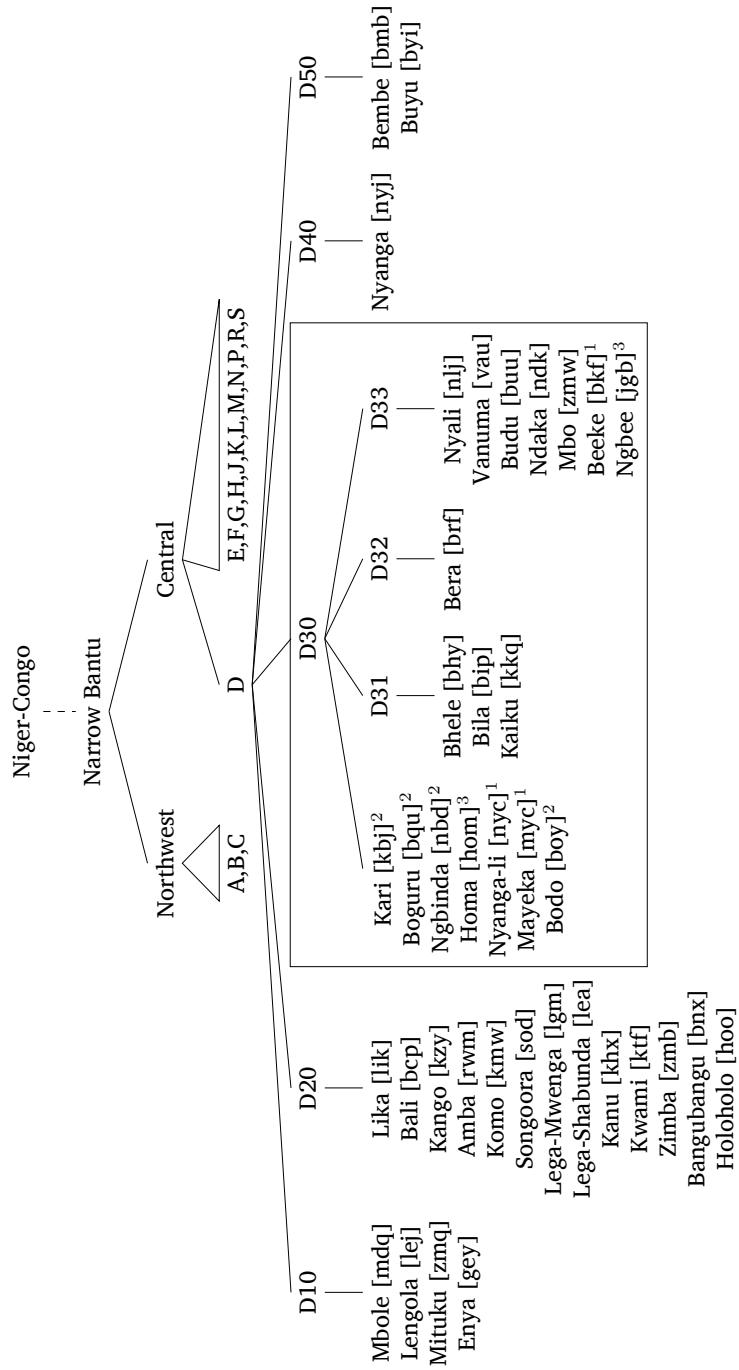 Niger-Congo
Narrow Bantu
Northwest
Central
A,B,C
D
E,F,G,H,J,K,L,M,N,P,R,S
D10
D20
D30
D40
D50
Mbole [mdq]
Lengola [lej]
Mituku [zmq]
Enya [gey]
Lika [lik]
Bali [bcp]
Kango [kzy]
Amba [rwm]
Komo [kmw]
Songoora [sod]
Lega-Mwenga [lgm]
Lega-Shabunda [lea]
Kanu [khx]
Kwami [ktf]
Zimba [zmb]
Bangubangu [bnx]
Holoholo [hoo]
Kari [kbj]²
Boguru [bqu]²
Ngbinda [nbd]²
Homa [hom]³
Nyanga-li [nyc]¹
Mayeka [myc]¹
Bodo [boy]²
D31
Bhele [bhy]
Bila [bip]
Kaiku [kkq]
D32
Bera [brf]
D33
Nyali [nlj]
Vanuma [vau]
Budu [buu]
Ndaka [ndk]
Mbo [zmw]
Beeke [bkf]¹
Ngbee [jgb]³
Nyanga [nyj]
Bembe [bmb]
Buyu [byi]